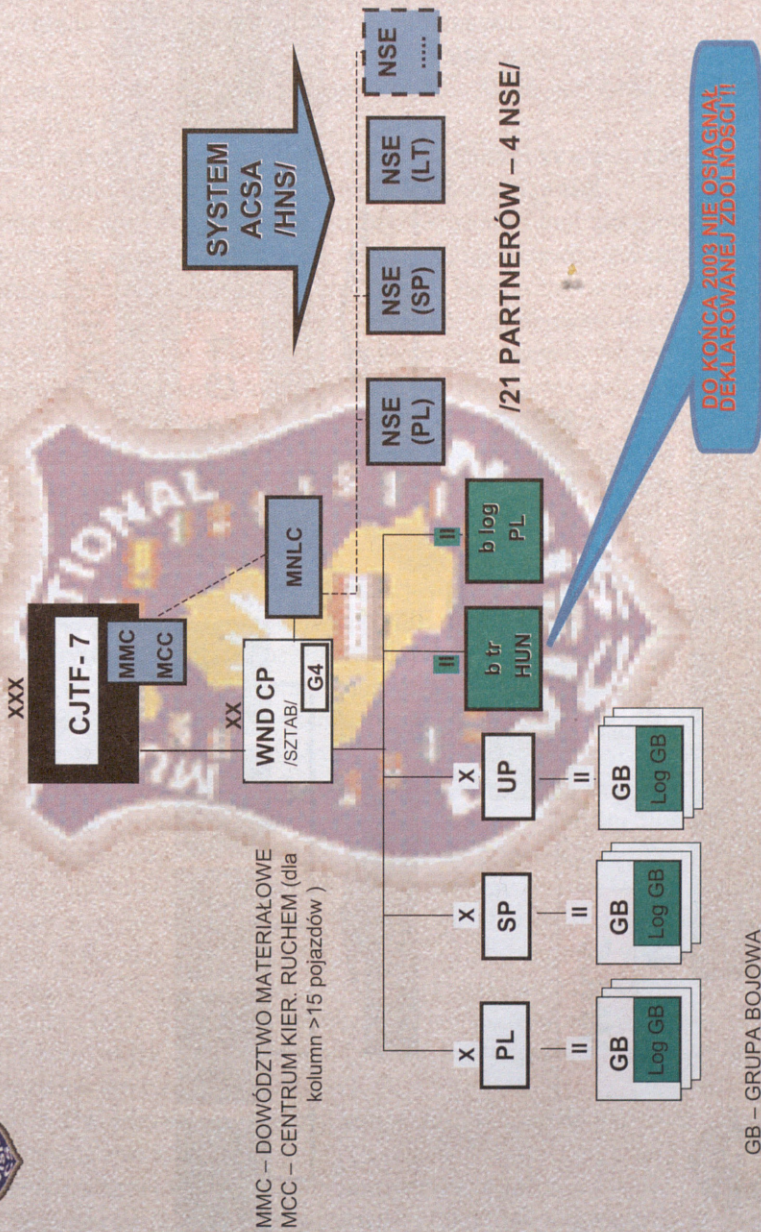 XXX
CJTF- 7
MMC
MCC
SYSTEM
ACSA
/HNS/
MMC – DOWÓDZTWO MATERIAŁOWE
MCC – CENTRUM KIER. RUCHEM (dla
kolumn >15 pojazdów )
XX
WND CP
/SZTAB/
G4
MNLC
NSE
(PL)
NSE
(SP)
NSE
(LT)
NSE
.....
/21 PARTNERÓW – 4 NSE/
X
PL
X
SP
X
UP
II
b tr
HUN
II
b log
PL
II
GB
Log GB
II
GB
Log GB
II
GB
Log GB
DO KOŃCA 2003 NIE OSIĄGNĄŁ
DEKLAROWANEJ ZDOLNOŚCI !!
GB – GRUPA BOJOWA
TIONAL